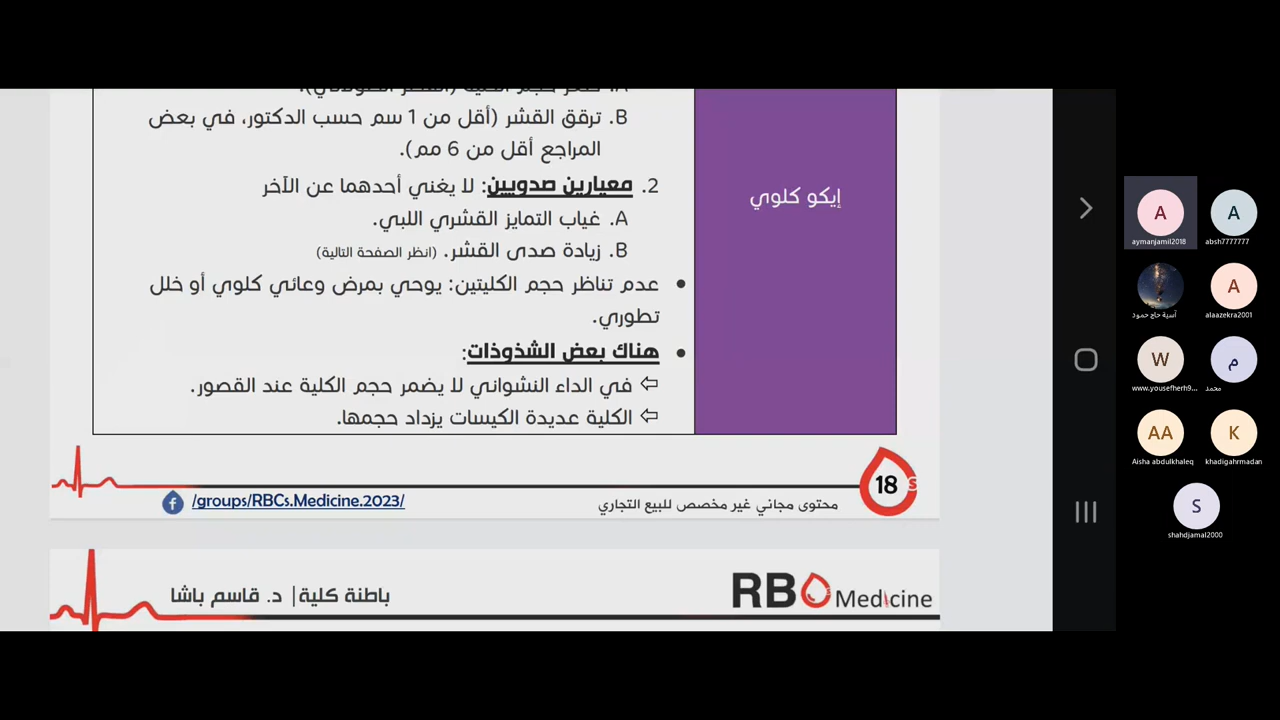 B. ترقق القشر (أقل من 1 سم حسب الدكتور، في بعض
المراجع أقل من 6 مم).
2. معيارين صدويين: لا يغني أحدهما عن الآخر
A. غياب التمايز القشري اللبي.
B. زيادة صدى القشر. (انظر الصفحة التالية)
• عدم تناظر حجم الكليتين: يوحي بمرض وعائي كلوي أو خلل
تطوري.
• هناك بعض الشذوذات:
⇦ في الداء النشواني لا يضمر حجم الكلية عند القصور.
⇦ الكلية عديدة الكيسات يزداد حجمها.
إيكو كلوي
18
محتوى مجاني غير مخصص للبيع التجاري
/groups/RBCs.Medicine.2023/
RB Medicine
باطنة كلية | د. قاسم باشا
A
A
aymanjamil2018
absh7777777
A
آسية حاج حمود
alaazekra2001
W
م
www.yousefherh9...
محمد
AA
K
Aisha abdulkhaleq
khadigahrmadan
S
shahdjamal2000